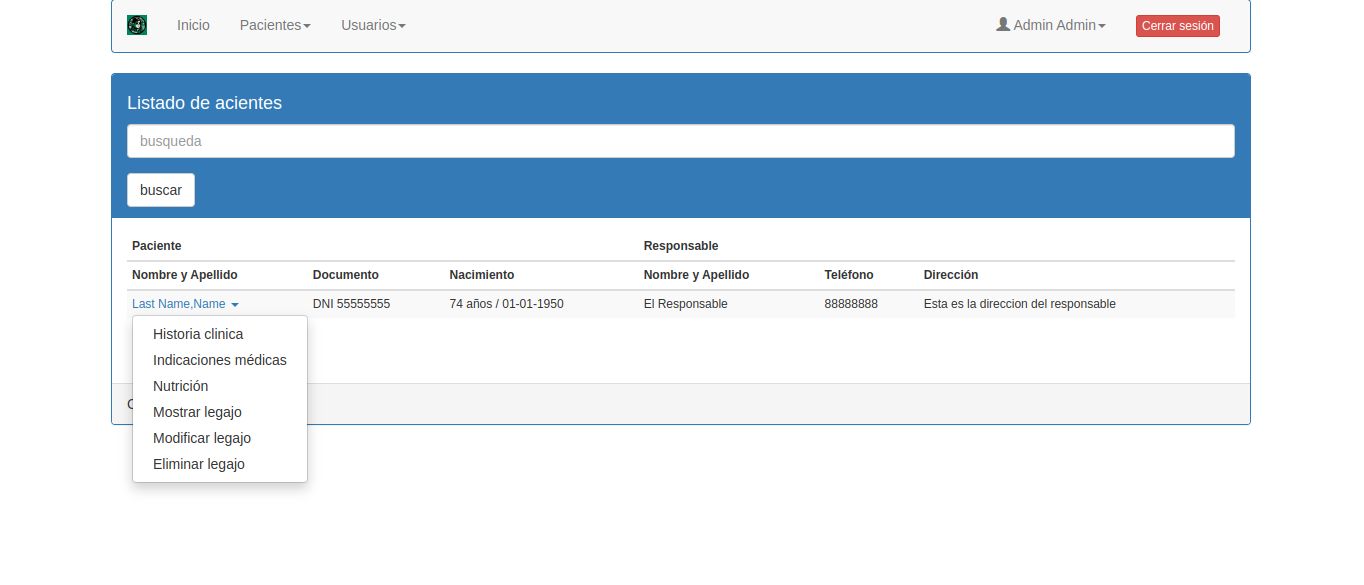 Inicio Pacientes Usuarios Admin Admin Cerrar sesión
Listado de acientes
busqueda
buscar
Paciente Responsable
Nombre y Apellido Documento Nacimiento Nombre y Apellido Teléfono Dirección
Last Name,Name DNI 55555555 74 años / 01-01-1950 El Responsable 88888888 Esta es la direccion del responsable
Historia clinica
Indicaciones médicas
Nutrición
Mostrar legajo
Modificar legajo
Eliminar legajo